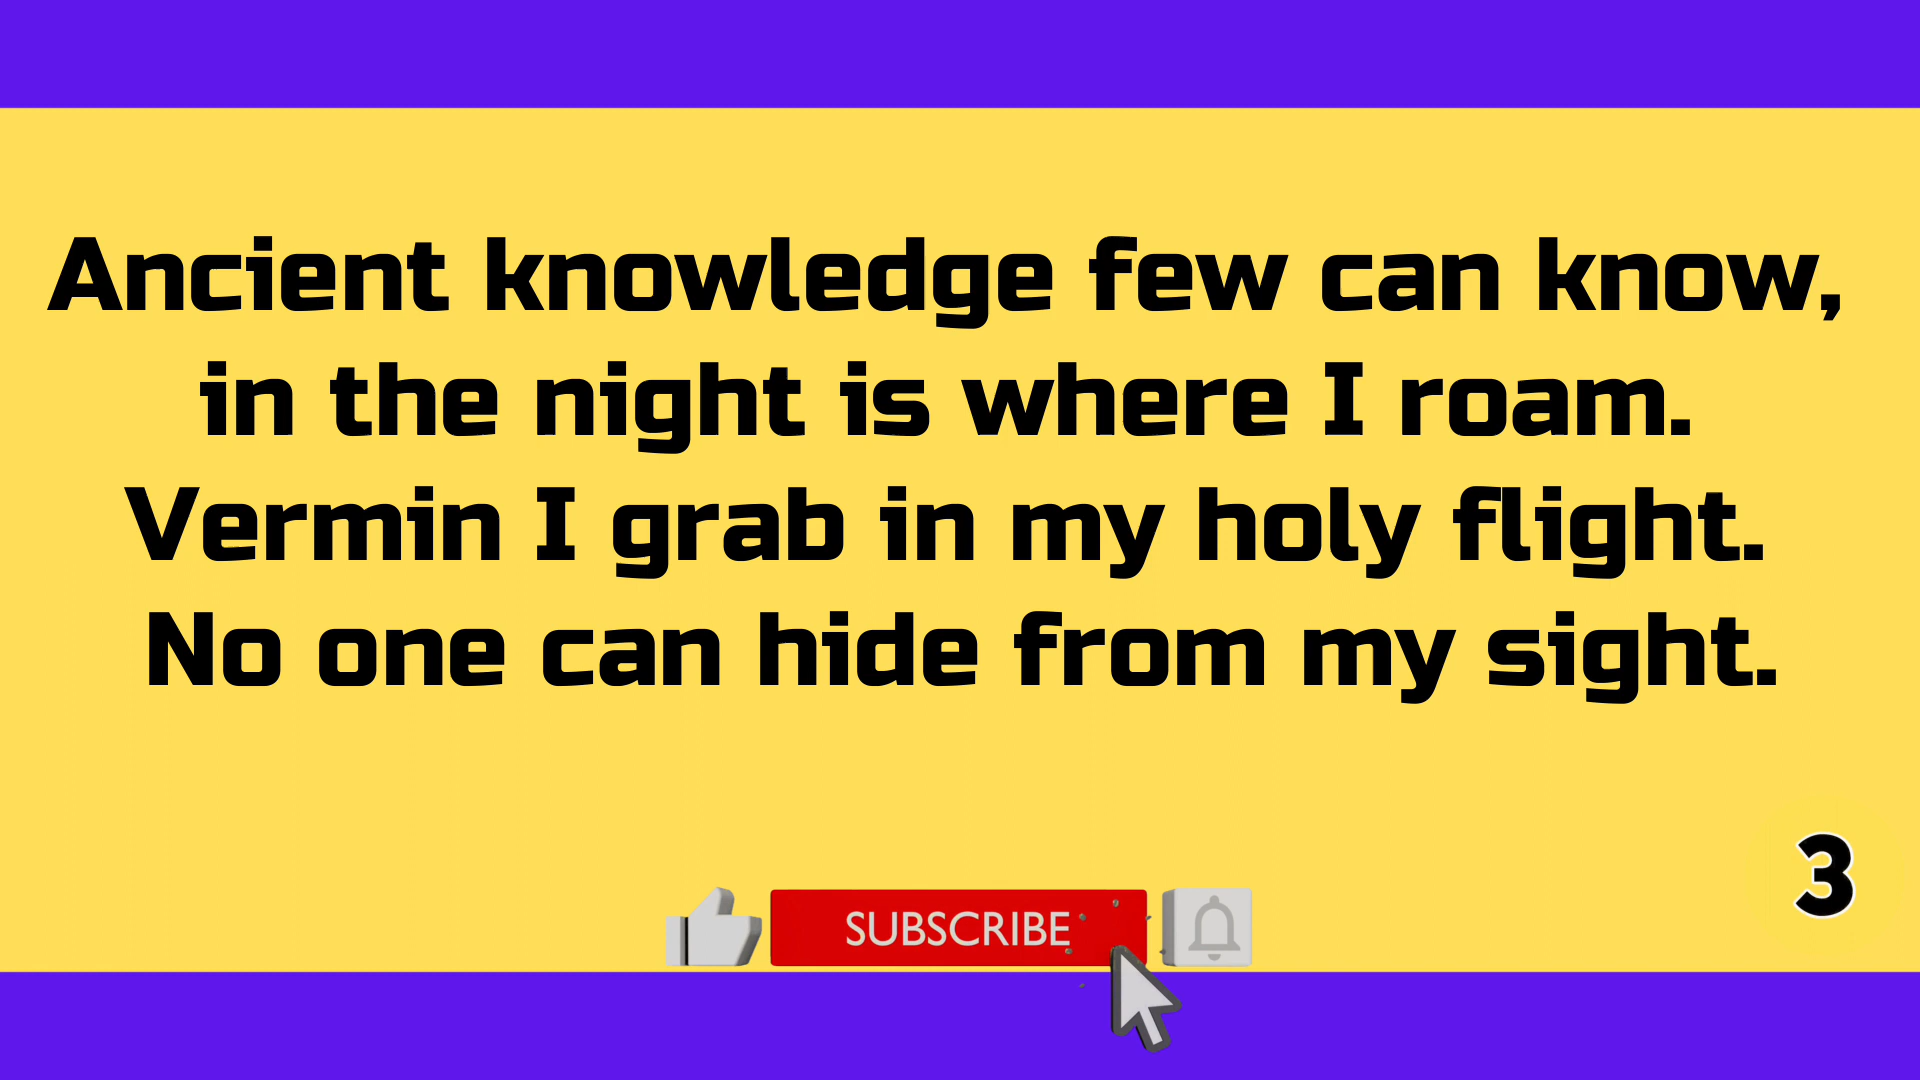 Ancient knowledge few can know,
in the night is where I roam.
Vermin I grab in my holy flight.
No one can hide from my sight.
3
SUBSCRIBE